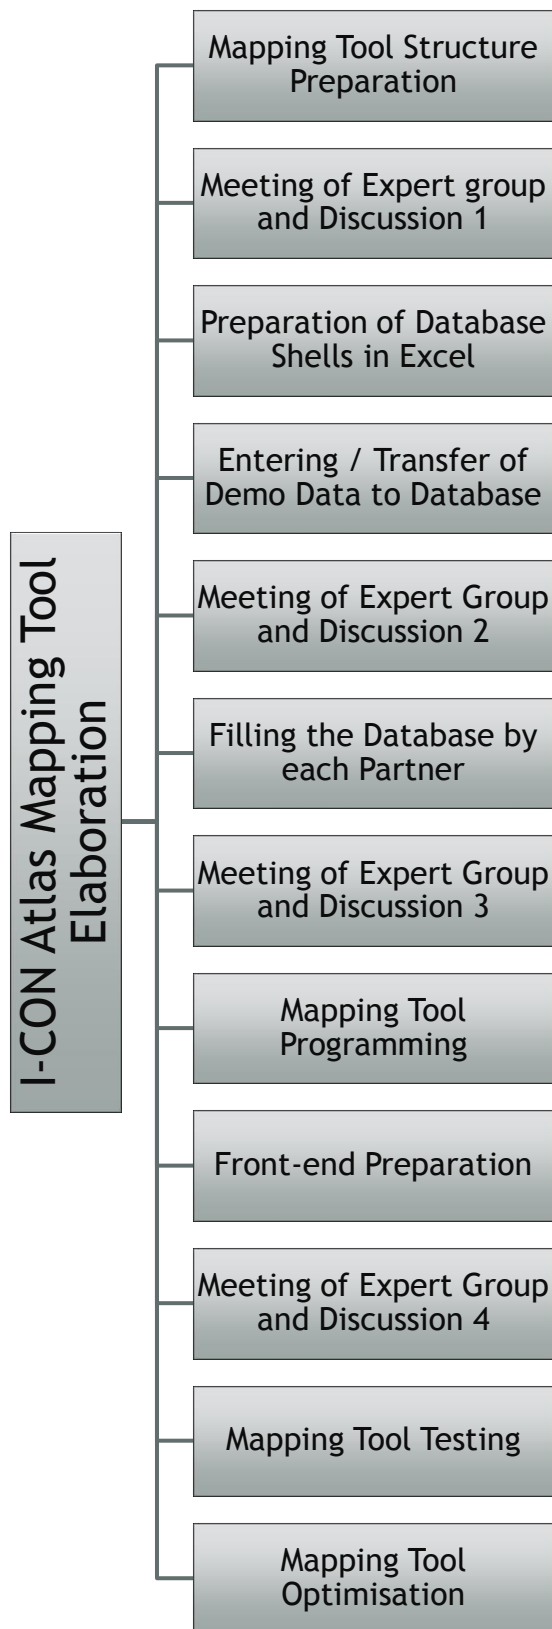 I-CON Atlas Mapping Tool
Elaboration
Mapping Tool Structure
Preparation
Meeting of Expert group
and Discussion 1
Preparation of Database
Shells in Excel
Entering / Transfer of
Demo Data to Database
Meeting of Expert Group
and Discussion 2
Filling the Database by
each Partner
Meeting of Expert Group
and Discussion 3
Mapping Tool
Programming
Front-end Preparation
Meeting of Expert Group
and Discussion 4
Mapping Tool Testing
Mapping Tool
Optimisation